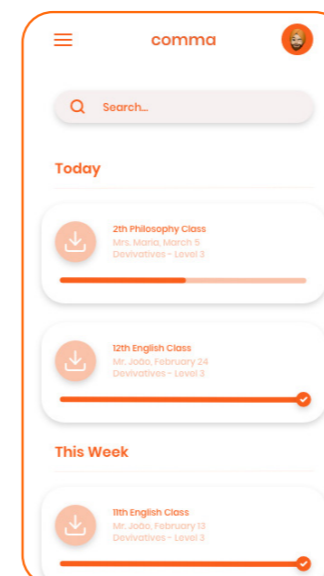 comma
Search...
Today
2th Philosophy Class
Mrs. Maria, March 5
Devivatives - Level 3
12th English Class
Mr. João, February 24
Devivatives - Level 3
This Week
11th English Class
Mr. João, February 13
Devivatives - Level 3